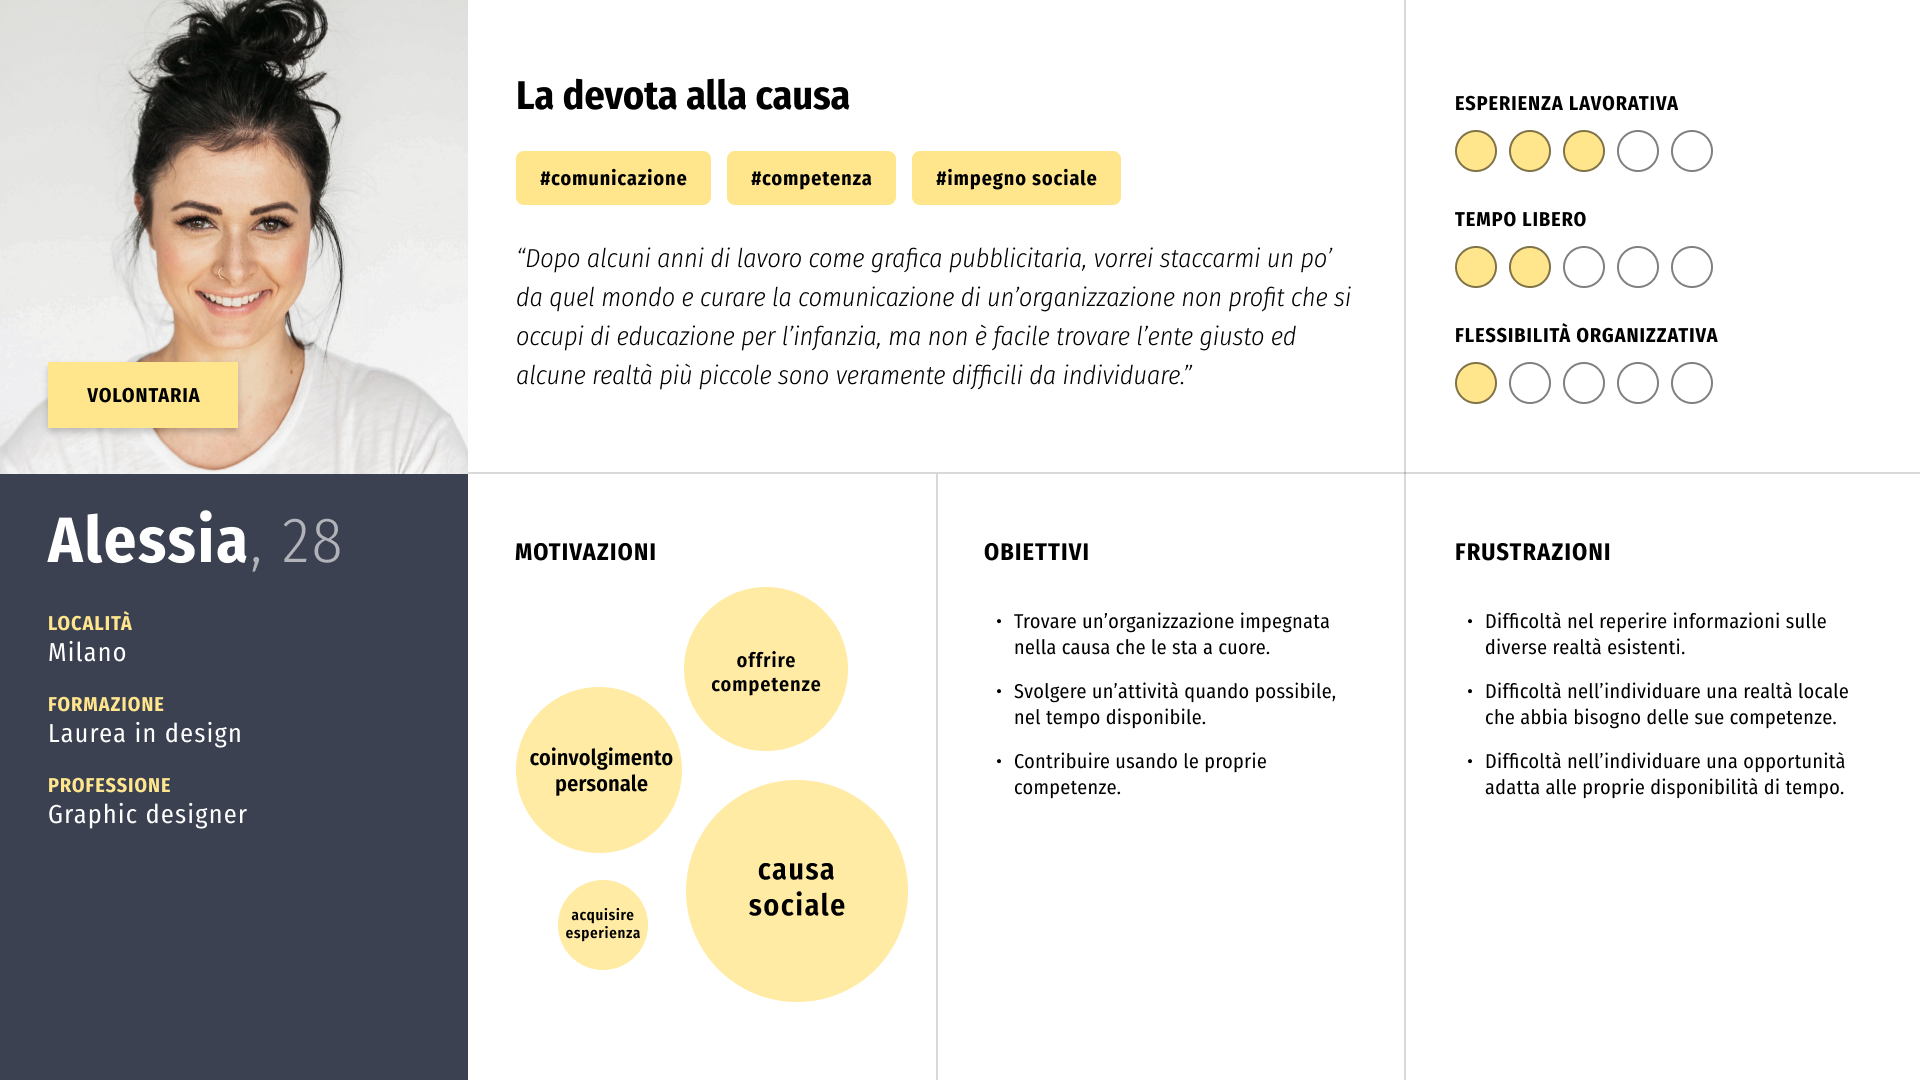 VOLONTARIA
Alessia, 28
LOCALITÀ
Milano
FORMAZIONE
Laurea in design
PROFESSIONE
Graphic designer
La devota alla causa
#comunicazione #competenza #impegno sociale
“Dopo alcuni anni di lavoro come grafica pubblicitaria, vorrei staccarmi un po’
da quel mondo e curare la comunicazione di un’organizzazione non profit che si
occupi di educazione per l’infanzia, ma non è facile trovare l’ente giusto ed
alcune realtà più piccole sono veramente difficili da individuare.”
ESPERIENZA LAVORATIVA
TEMPO LIBERO
FLESSIBILITÀ ORGANIZZATIVA
MOTIVAZIONI
offrire
competenze
coinvolgimento
personale
causa
sociale
acquisire
esperienza
OBIETTIVI
• Trovare un’organizzazione impegnata
nella causa che le sta a cuore.
• Svolgere un’attività quando possibile,
nel tempo disponibile.
• Contribuire usando le proprie
competenze.
FRUSTRAZIONI
• Difficoltà nel reperire informazioni sulle
diverse realtà esistenti.
• Difficoltà nell’individuare una realtà locale
che abbia bisogno delle sue competenze.
• Difficoltà nell’individuare una opportunità
adatta alle proprie disponibilità di tempo.